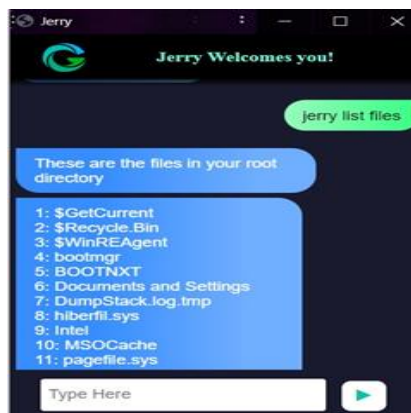 Jerry
Jerry Welcomes you!
jerry list files
These are the files in your root
directory
1: $GetCurrent
2: $Recycle.Bin
3: $WinREAgent
4: bootmgr
5: BOOTNXT
6: Documents and Settings
7: DumpStack.log.tmp
8: hiberfil.sys
9: Intel
10: MSOCache
11: pagefile.sys
Type Here